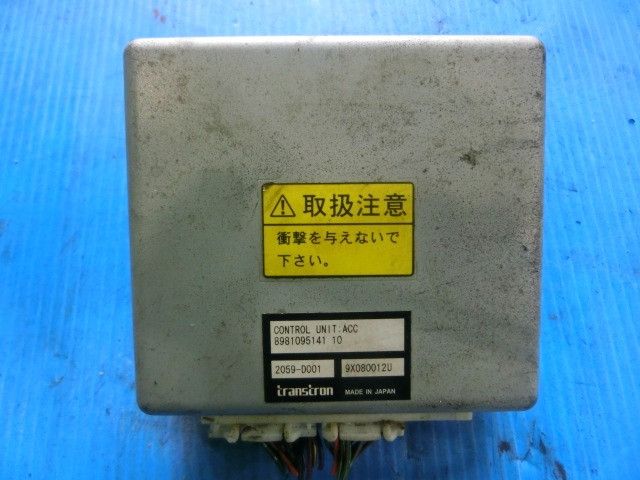 ⚠取扱注意
衝撃を与えないで
下さい。
CONTROL UNIT:ACC
8981095141 10
2059-D001 9X080012U
transtron MADE IN JAPAN